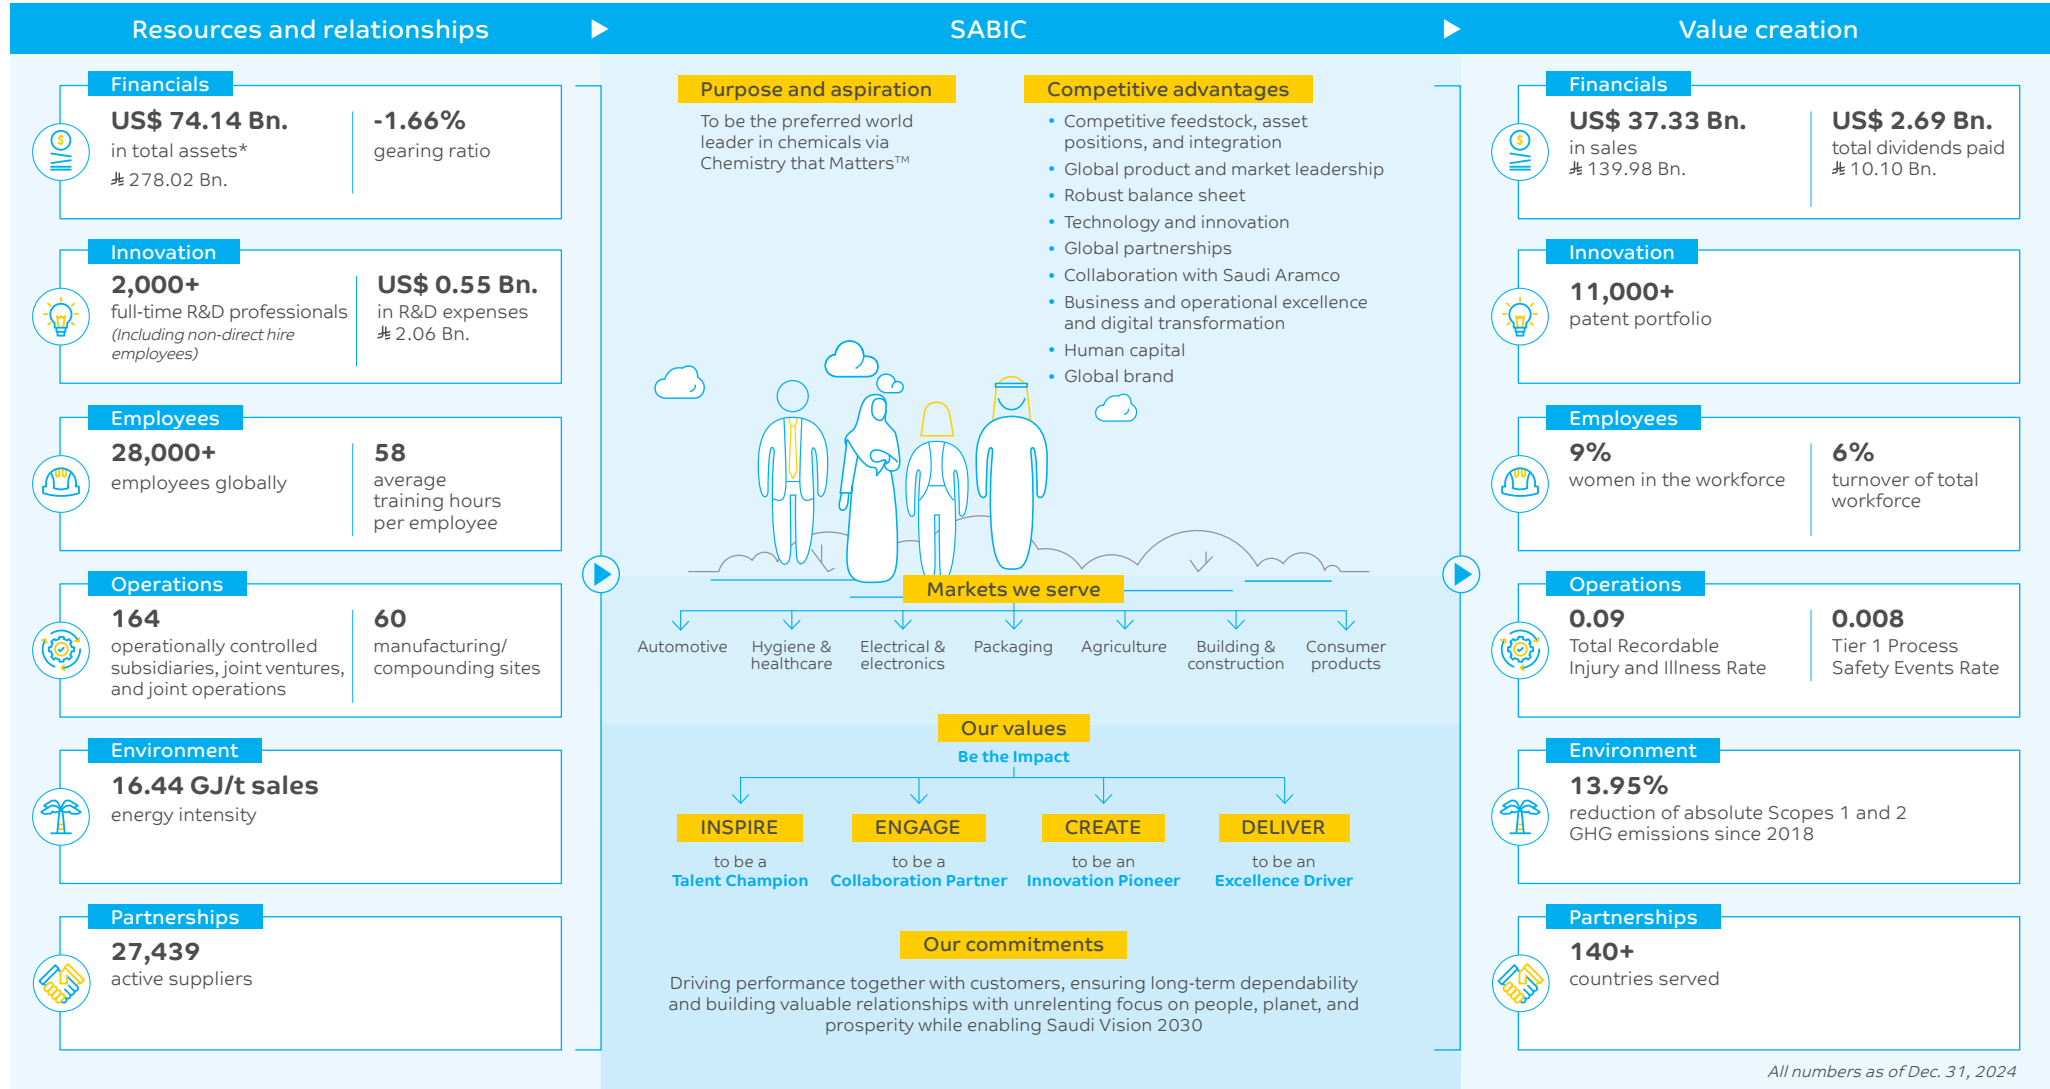 Resources and relationships
SABIC
Value creation
Financials
US$ 74.14 Bn.
in total assets*
⃁ 278.02 Bn.
-1.66%
gearing ratio
Innovation
2,000+
full-time R&D professionals
(Including non-direct hire
employees)
US$ 0.55 Bn.
in R&D expenses
⃁ 2.06 Bn.
Employees
28,000+
employees globally
58
average
training hours
per employee
Operations
164
operationally controlled
subsidiaries, joint ventures,
and joint operations
60
manufacturing/
compounding sites
Environment
16.44 GJ/t sales
energy intensity
Partnerships
27,439
active suppliers
Purpose and aspiration
To be the preferred world
leader in chemicals via
Chemistry that Matters™
Competitive advantages
• Competitive feedstock, asset
positions, and integration
• Global product and market leadership
• Robust balance sheet
• Technology and innovation
• Global partnerships
• Collaboration with Saudi Aramco
• Business and operational excellence
and digital transformation
• Human capital
• Global brand
Markets we serve
Automotive
Hygiene &
healthcare
Electrical &
electronics
Packaging
Agriculture
Building &
construction
Consumer
products
Our values
Be the Impact
INSPIRE
to be a
Talent Champion
ENGAGE
to be a
Collaboration Partner
CREATE
to be an
Innovation Pioneer
DELIVER
to be an
Excellence Driver
Our commitments
Driving performance together with customers, ensuring long-term dependability
and building valuable relationships with unrelenting focus on people, planet, and
prosperity while enabling Saudi Vision 2030
Financials
US$ 37.33 Bn.
in sales
⃁ 139.98 Bn.
US$ 2.69 Bn.
total dividends paid
⃁ 10.10 Bn.
Innovation
11,000+
patent portfolio
Employees
9%
women in the workforce
6%
turnover of total
workforce
Operations
0.09
Total Recordable
Injury and Illness Rate
0.008
Tier 1 Process
Safety Events Rate
Environment
13.95%
reduction of absolute Scopes 1 and 2
GHG emissions since 2018
Partnerships
140+
countries served
All numbers as of Dec. 31, 2024